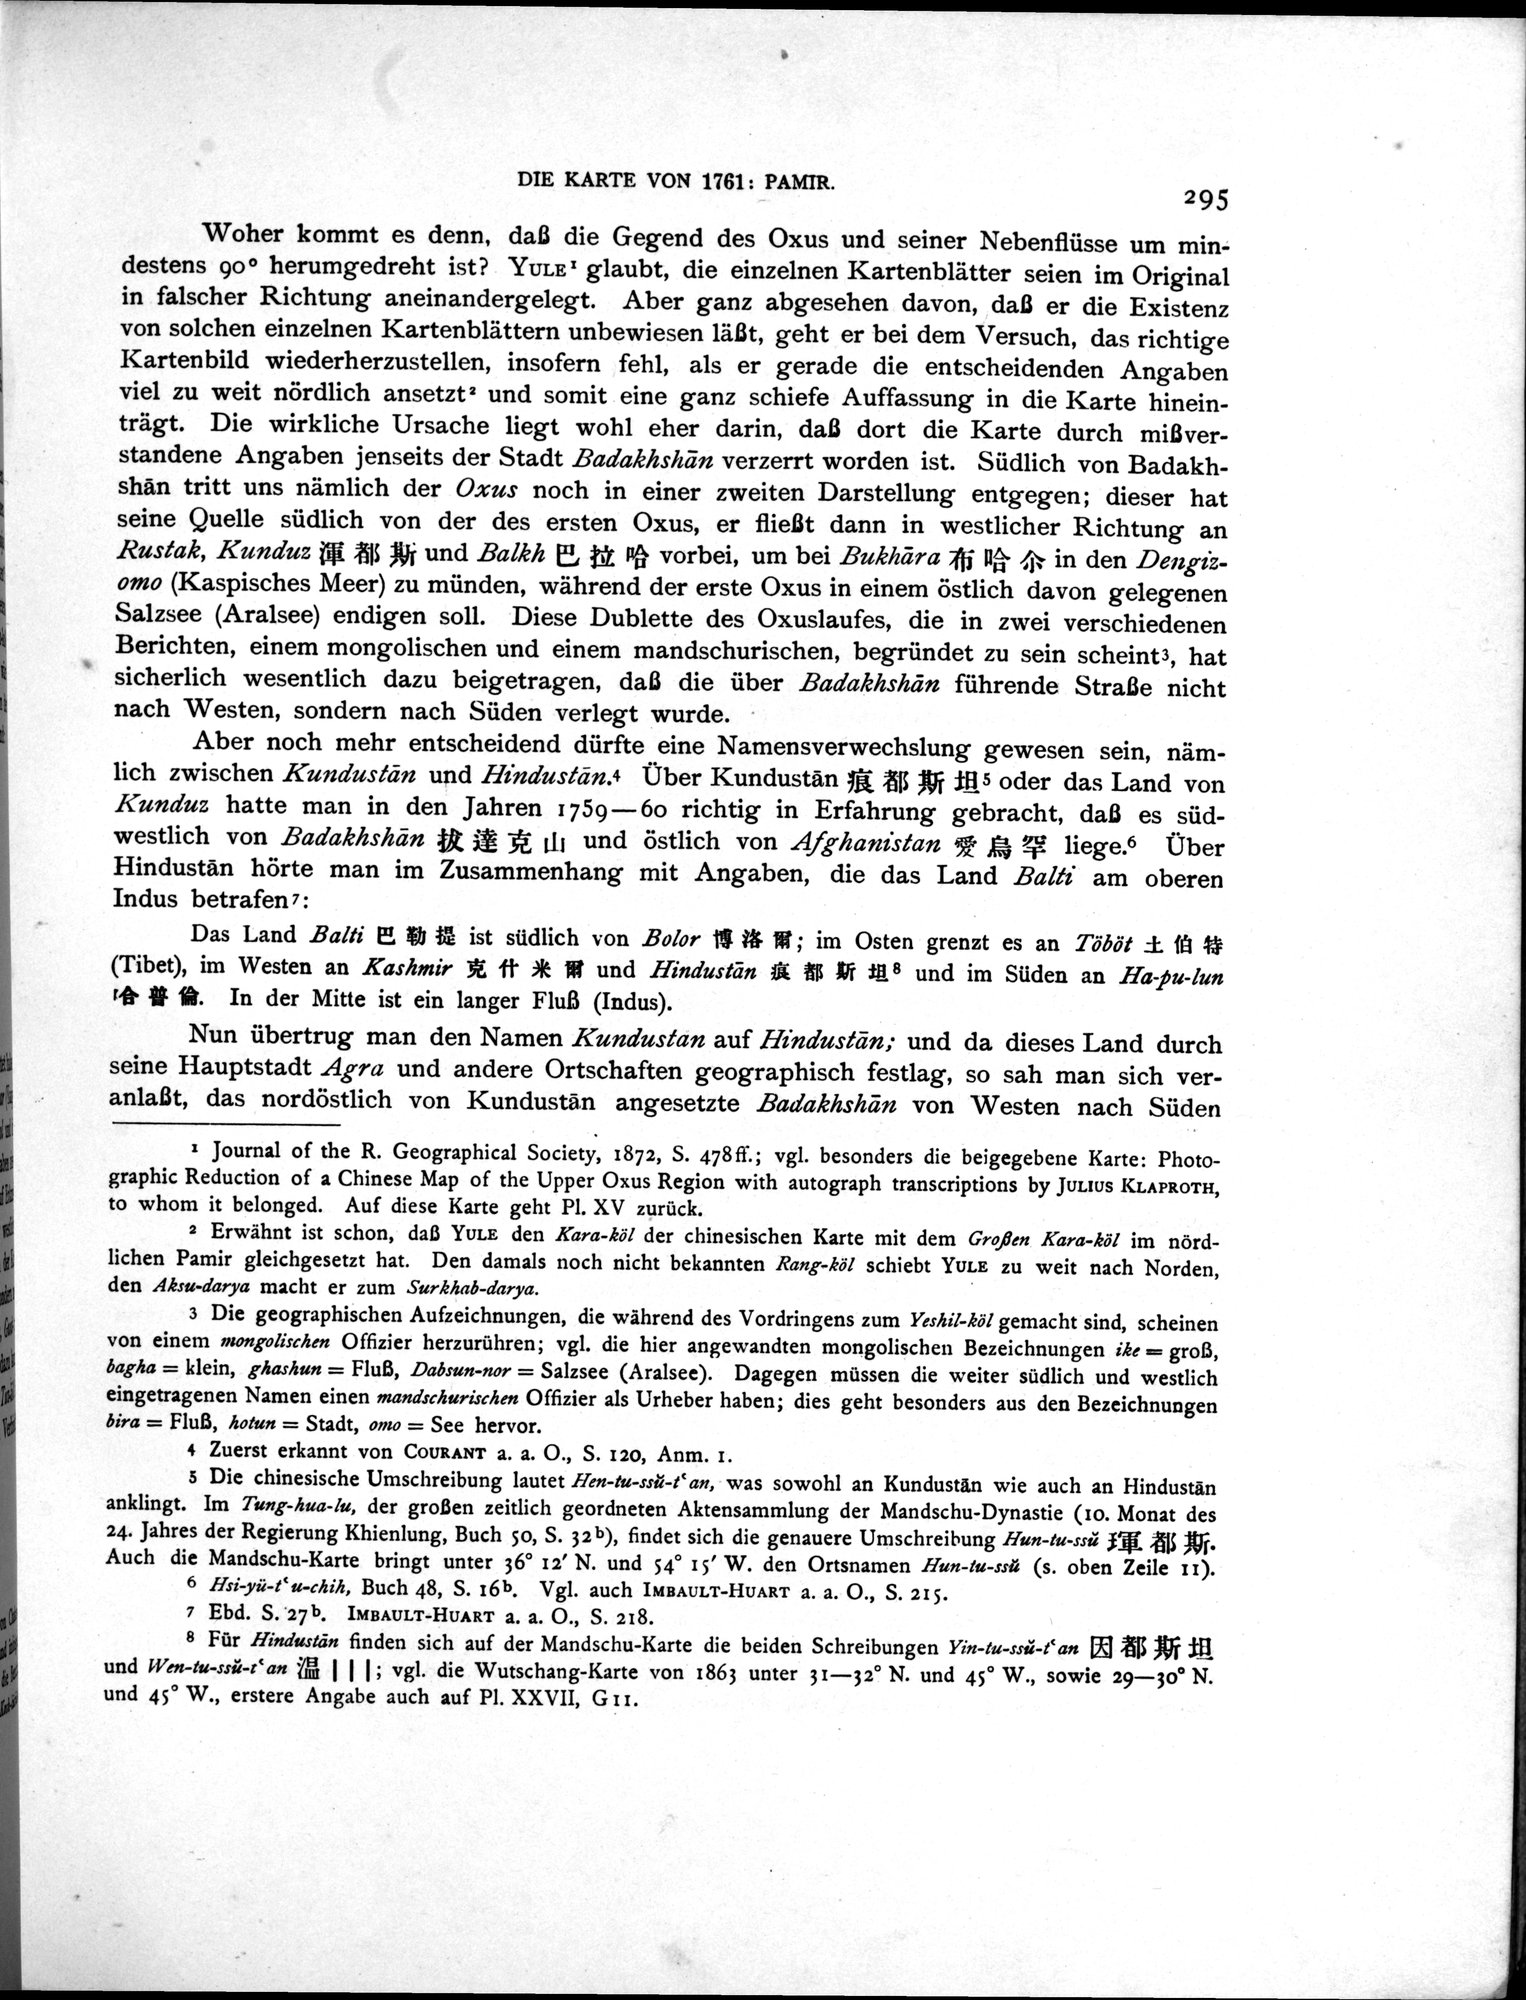 DIE KARTE VON 1761: PAMIR.
295
Woher kommt es denn, daß die Gegend des Oxus und seiner Nebenflüsse um min-
destens 90° herumgedreht ist? YULE¹ glaubt, die einzelnen Kartenblätter seien im Original
in falscher Richtung aneinandergelegt. Aber ganz abgesehen davon, daß er die Existenz
von solchen einzelnen Kartenblättern unbewiesen läßt, geht er bei dem Versuch, das richtige
Kartenbild wiederherzustellen, insofern fehl, als er gerade die entscheidenden Angaben
viel zu weit nördlich ansetzt² und somit eine ganz schiefe Auffassung in die Karte hinein-
trägt. Die wirkliche Ursache liegt wohl eher darin, daß dort die Karte durch mißver-
standene Angaben jenseits der Stadt Badakhshān verzerrt worden ist. Südlich von Badakh-
shān tritt uns nämlich der Oxus noch in einer zweiten Darstellung entgegen; dieser hat
seine Quelle südlich von der des ersten Oxus, er fließt dann in westlicher Richtung an
Rustak, Kunduz 渾都斯 und Balkh 巴拉哈 vorbei, um bei Bukhāra 布哈尒 in den Dengiz-
omo (Kaspisches Meer) zu münden, während der erste Oxus in einem östlich davon gelegenen
Salzsee (Aralsee) endigen soll. Diese Dublette des Oxuslaufes, die in zwei verschiedenen
Berichten, einem mongolischen und einem mandschurischen, begründet zu sein scheint³, hat
sicherlich wesentlich dazu beigetragen, daß die über Badakhshān führende Straße nicht
nach Westen, sondern nach Süden verlegt wurde.
Aber noch mehr entscheidend dürfte eine Namensverwechslung gewesen sein, näm-
lich zwischen Kundustān und Hindustān.⁴ Über Kundustān 痕都斯坦⁵ oder das Land von
Kunduz hatte man in den Jahren 1759—60 richtig in Erfahrung gebracht, daß es süd-
westlich von Badakhshān 拔達克山 und östlich von Afghanistan 愛烏罕 liege.⁶ Über
Hindustān hörte man im Zusammenhang mit Angaben, die das Land Balti am oberen
Indus betrafen⁷:
Das Land Balti 巴勒提 ist südlich von Bolor 博洛爾; im Osten grenzt es an Töböt 土伯特
(Tibet), im Westen an Kashmir 克什米爾 und Hindustān 痕都斯坦⁸ und im Süden an Ha-pu-lun
哈普倫. In der Mitte ist ein langer Fluß (Indus).
Nun übertrug man den Namen Kundustan auf Hindustān; und da dieses Land durch
seine Hauptstadt Agra und andere Ortschaften geographisch festlag, so sah man sich ver-
anlaßt, das nordöstlich von Kundustān angesetzte Badakhshān von Westen nach Süden
¹ Journal of the R. Geographical Society, 1872, S. 478ff.; vgl. besonders die beigegebene Karte: Photo-
graphic Reduction of a Chinese Map of the Upper Oxus Region with autograph transcriptions by JULIUS KLAPROTH,
to whom it belonged. Auf diese Karte geht Pl. XV zurück.
² Erwähnt ist schon, daß YULE den Kara-köl der chinesischen Karte mit dem Großen Kara-köl im nörd-
lichen Pamir gleichgesetzt hat. Den damals noch nicht bekannten Rang-köl schiebt YULE zu weit nach Norden,
den Aksu-darya macht er zum Surkhab-darya.
³ Die geographischen Aufzeichnungen, die während des Vordringens zum Yeshil-köl gemacht sind, scheinen
von einem mongolischen Offizier herzurühren; vgl. die hier angewandten mongolischen Bezeichnungen ike = groß,
bagha = klein, ghashun = Fluß, Dabsun-nor = Salzsee (Aralsee). Dagegen müssen die weiter südlich und westlich
eingetragenen Namen einen mandschurischen Offizier als Urheber haben; dies geht besonders aus den Bezeichnungen
bira = Fluß, hotun = Stadt, omo = See hervor.
⁴ Zuerst erkannt von COURANT a. a. O., S. 120, Anm. 1.
⁵ Die chinesische Umschreibung lautet Hen-tu-ssŭ-tʿan, was sowohl an Kundustān wie auch an Hindustān
anklingt. Im Tung-hua-lu, der großen zeitlich geordneten Aktensammlung der Mandschu-Dynastie (10. Monat des
24. Jahres der Regierung Khienlung, Buch 50, S. 32ᵇ), findet sich die genauere Umschreibung Hun-tu-ssŭ 琿都斯.
Auch die Mandschu-Karte bringt unter 36° 12′ N. und 54° 15′ W. den Ortsnamen Hun-tu-ssŭ (s. oben Zeile 11).
⁶ Hsi-yü-tʿu-chih, Buch 48, S. 16ᵇ. Vgl. auch IMBAULT-HUART a. a. O., S. 215.
⁷ Ebd. S. 27ᵇ. IMBAULT-HUART a. a. O., S. 218.
⁸ Für Hindustān finden sich auf der Mandschu-Karte die beiden Schreibungen Yin-tu-ssŭ-tʿan 因都斯坦
und Wen-tu-ssŭ-tʿan 温 | | |; vgl. die Wutschang-Karte von 1863 unter 31—32° N. und 45° W., sowie 29—30° N.
und 45° W., erstere Angabe auch auf Pl. XXVII, G11.